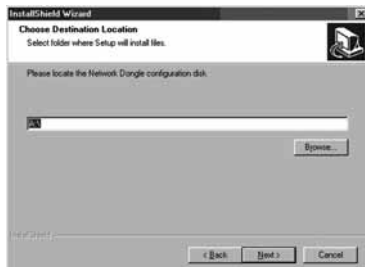 InstallShield Wizard
Choose Destination Location
Select folder where Setup will install files.
Please locate the Network Dongle configuration disk.
A:\
Browse...
InstallShield
< Back
Next >
Cancel